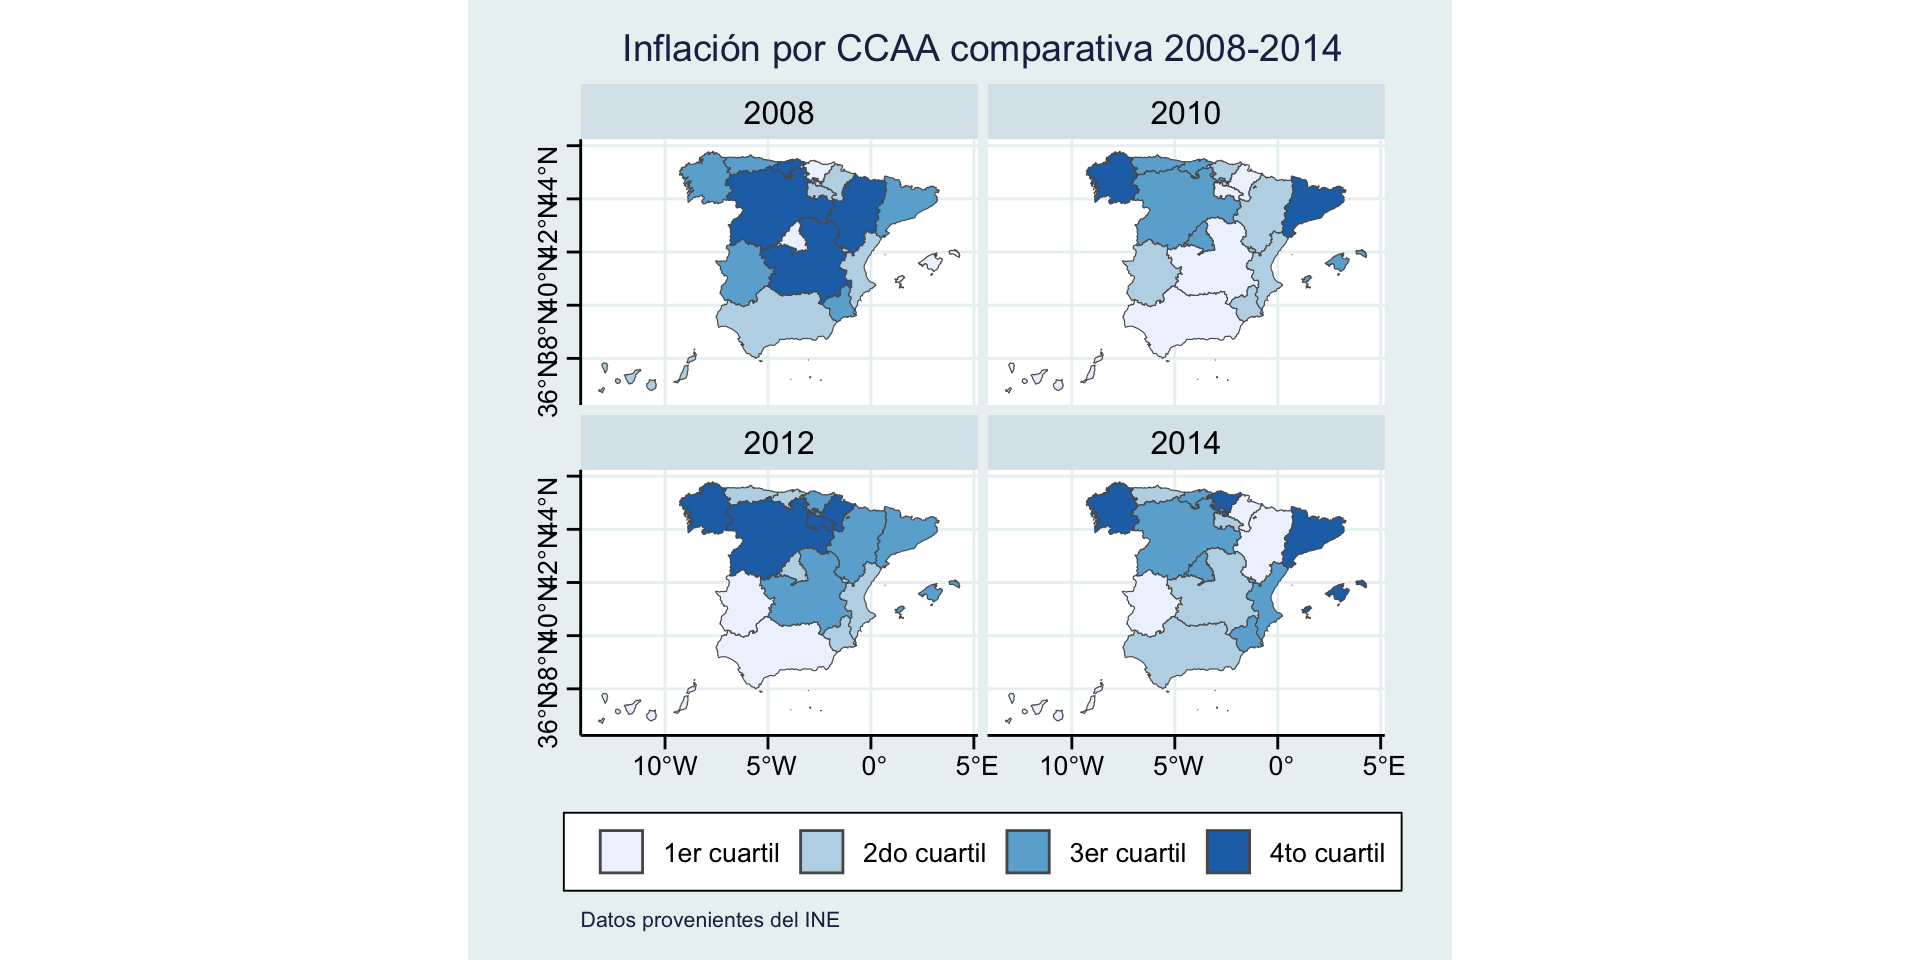 Inflación por CCAA comparativa 2008-2014
2008
2010
44°N
42°N
40°N
38°N
36°N
2012
2014
44°N
42°N
40°N
38°N
36°N
10°W 5°W 0° 5°E 10°W 5°W 0° 5°E
1er cuartil 2do cuartil 3er cuartil 4to cuartil
Datos provenientes del INE